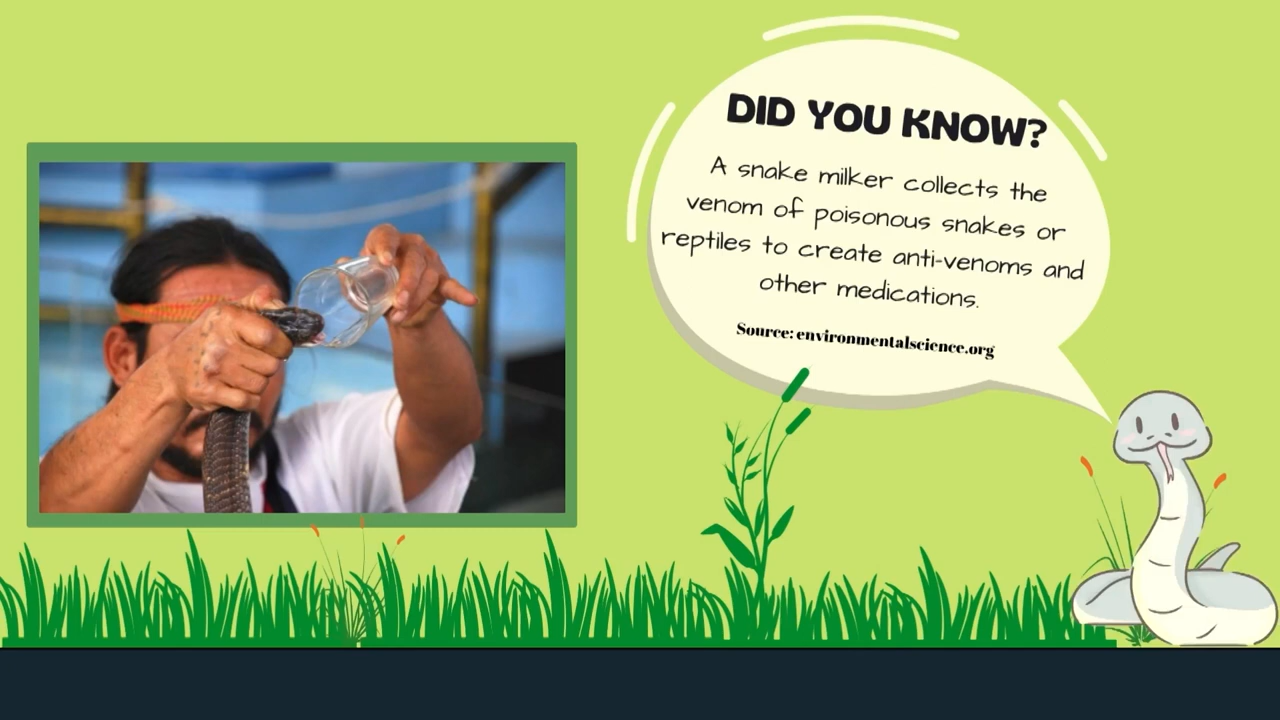 DID YOU KNOW?
A snake milker collects the
venom of poisonous snakes or
reptiles to create anti-venoms and
other medications.
Source: environmentalscience.org